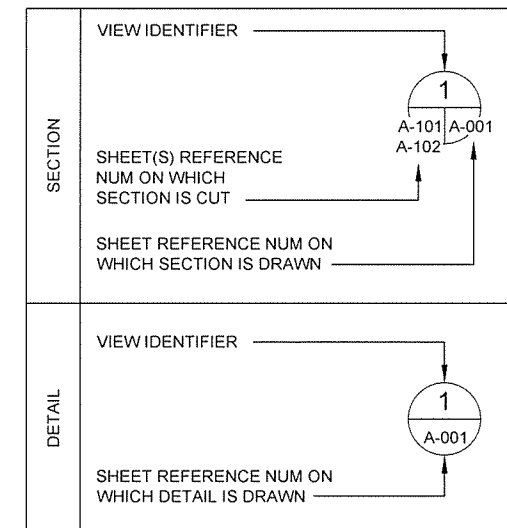 SECTION
VIEW IDENTIFIER
1
A-101 A-001
A-102
SHEET(S) REFERENCE
NUM ON WHICH
SECTION IS CUT
SHEET REFERENCE NUM ON
WHICH SECTION IS DRAWN
DETAIL
VIEW IDENTIFIER
1
A-001
SHEET REFERENCE NUM ON
WHICH DETAIL IS DRAWN